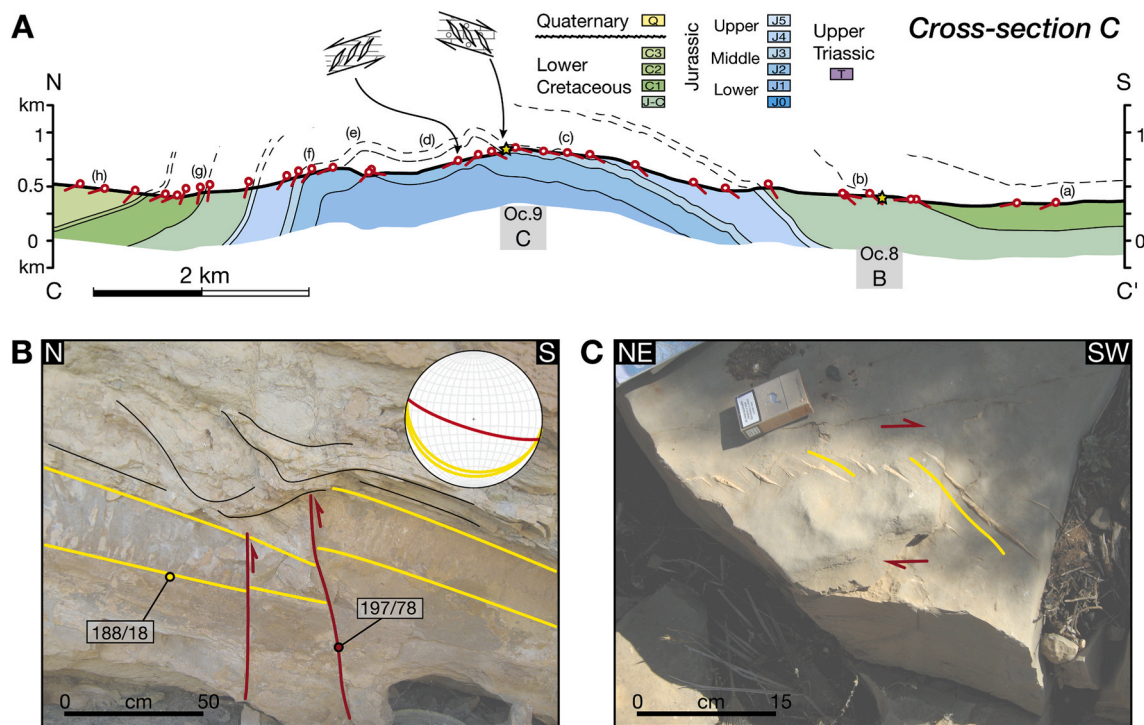 A
Cross-section C
Quaternary Q
Lower Cretaceous
C3
C2
C1
J-C
Jurassic
Upper
Middle
Lower
J5
J4
J3
J2
J1
J0
Upper Triassic
T
N
S
km
1
0.5
0
km
1
0.5
0
(h)
(g)
(f)
(e)
(d)
(c)
(b)
(a)
Oc.9
C
Oc.8
B
2 km
C
C'
B
N
S
188/18
197/78
0 cm 50
C
NE
SW
0 cm 15